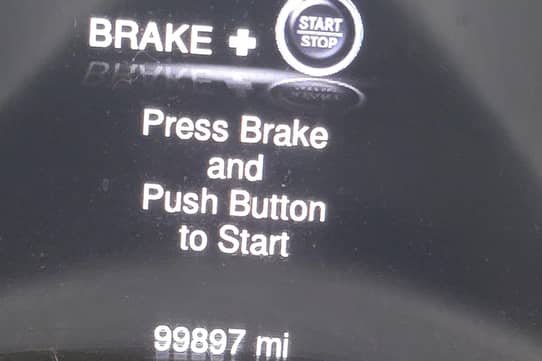 BRAKE + START
STOP
Press Brake
and
Push Button
to Start
99897 mi